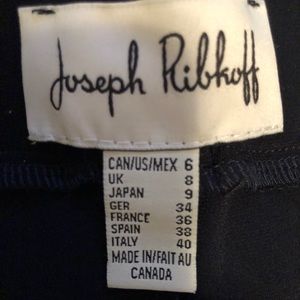 Joseph Ribkoff
CAN/US/MEX 6
UK 8
JAPAN 9
GER 34
FRANCE 36
SPAIN 38
ITALY 40
MADE IN/FAIT AU
CANADA